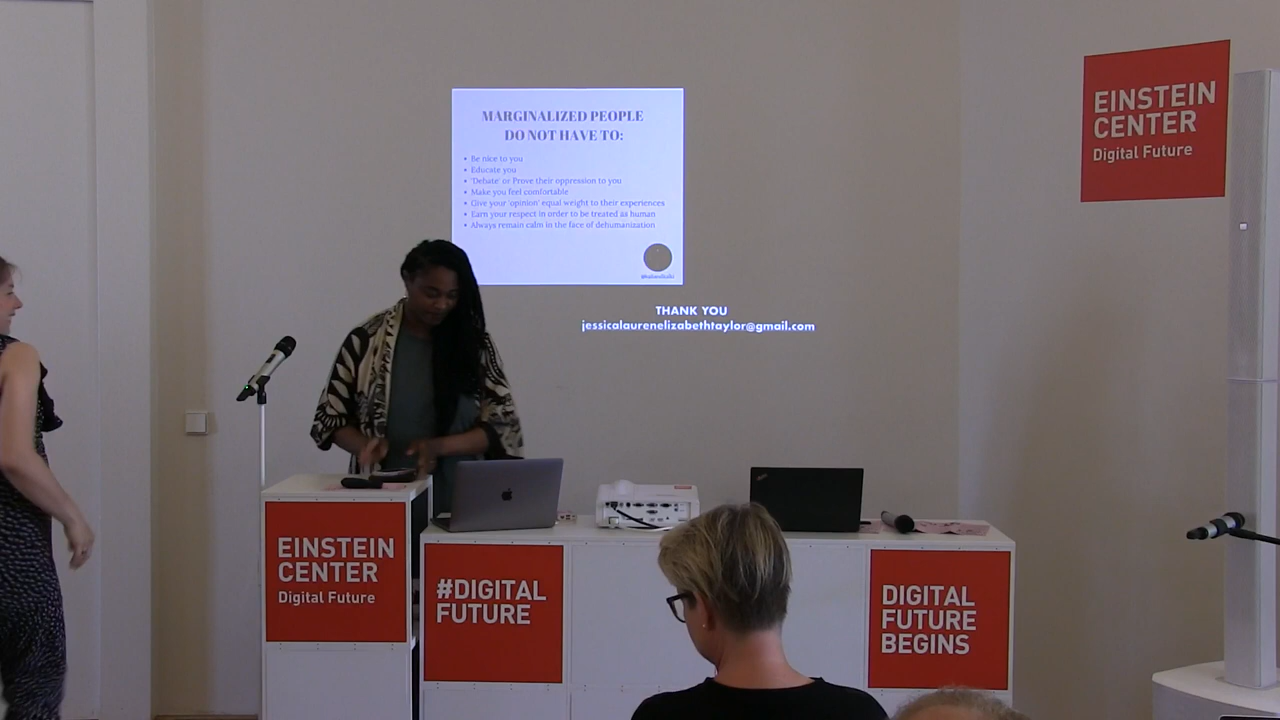 MARGINALIZED PEOPLE
DO NOT HAVE TO:
• Be nice to you
• Educate you
• 'Debate' or Prove their oppression to you
• Make you feel comfortable
• Give your 'opinion' equal weight to their experiences
• Earn your respect in order to be treated as human
• Always remain calm in the face of dehumanization
THANK YOU
jessicalaurenelizabethtaylor@gmail.com
EINSTEIN
CENTER
Digital Future
EINSTEIN
CENTER
Digital Future
#DIGITAL
FUTURE
DIGITAL
FUTURE
BEGINS